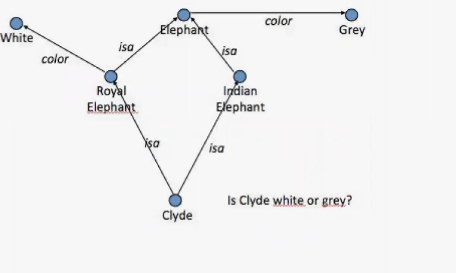 White
color
isa
Elephant
color
Grey
isa
Royal
Elephant
Indian
Elephant
isa
isa
Clyde
Is Clyde white or grey?